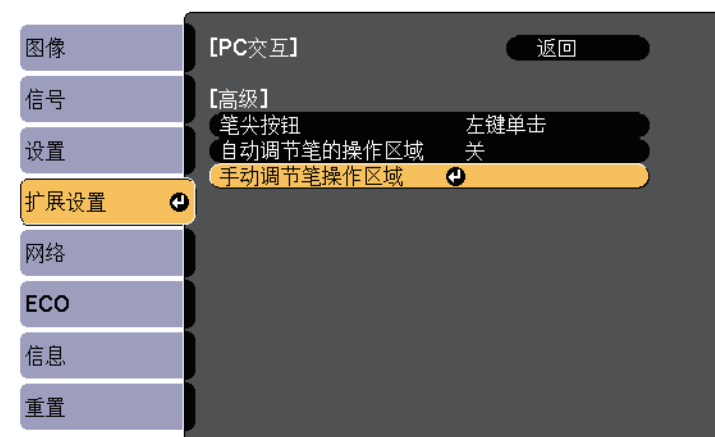 图像
信号
设置
扩展设置
网络
ECO
信息
重置
[PC交互] 返回
[高级]
笔尖按钮 左键单击
自动调节笔的操作区域 关
手动调节笔操作区域